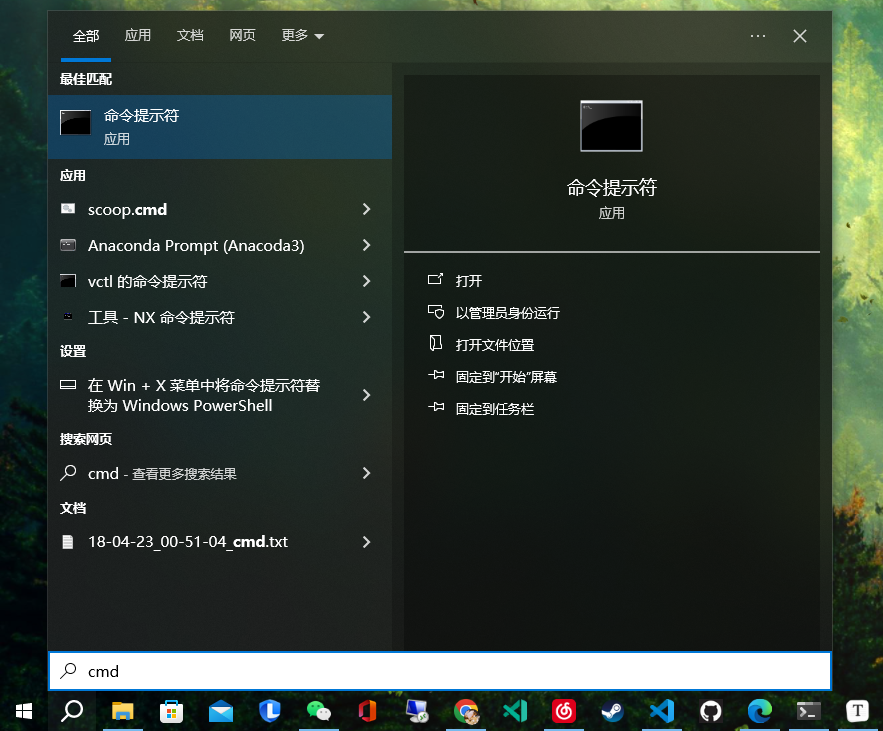 全部 应用 文档 网页 更多
最佳匹配
命令提示符
应用
应用
scoop.cmd
Anaconda Prompt (Anacoda3)
vctl 的命令提示符
工具 - NX 命令提示符
设置
在 Win + X 菜单中将命令提示符替
换为 Windows PowerShell
搜索网页
cmd - 查看更多搜索结果
文档
18-04-23_00-51-04_cmd.txt
命令提示符
应用
打开
以管理员身份运行
打开文件位置
固定到"开始"屏幕
固定到任务栏
cmd
T